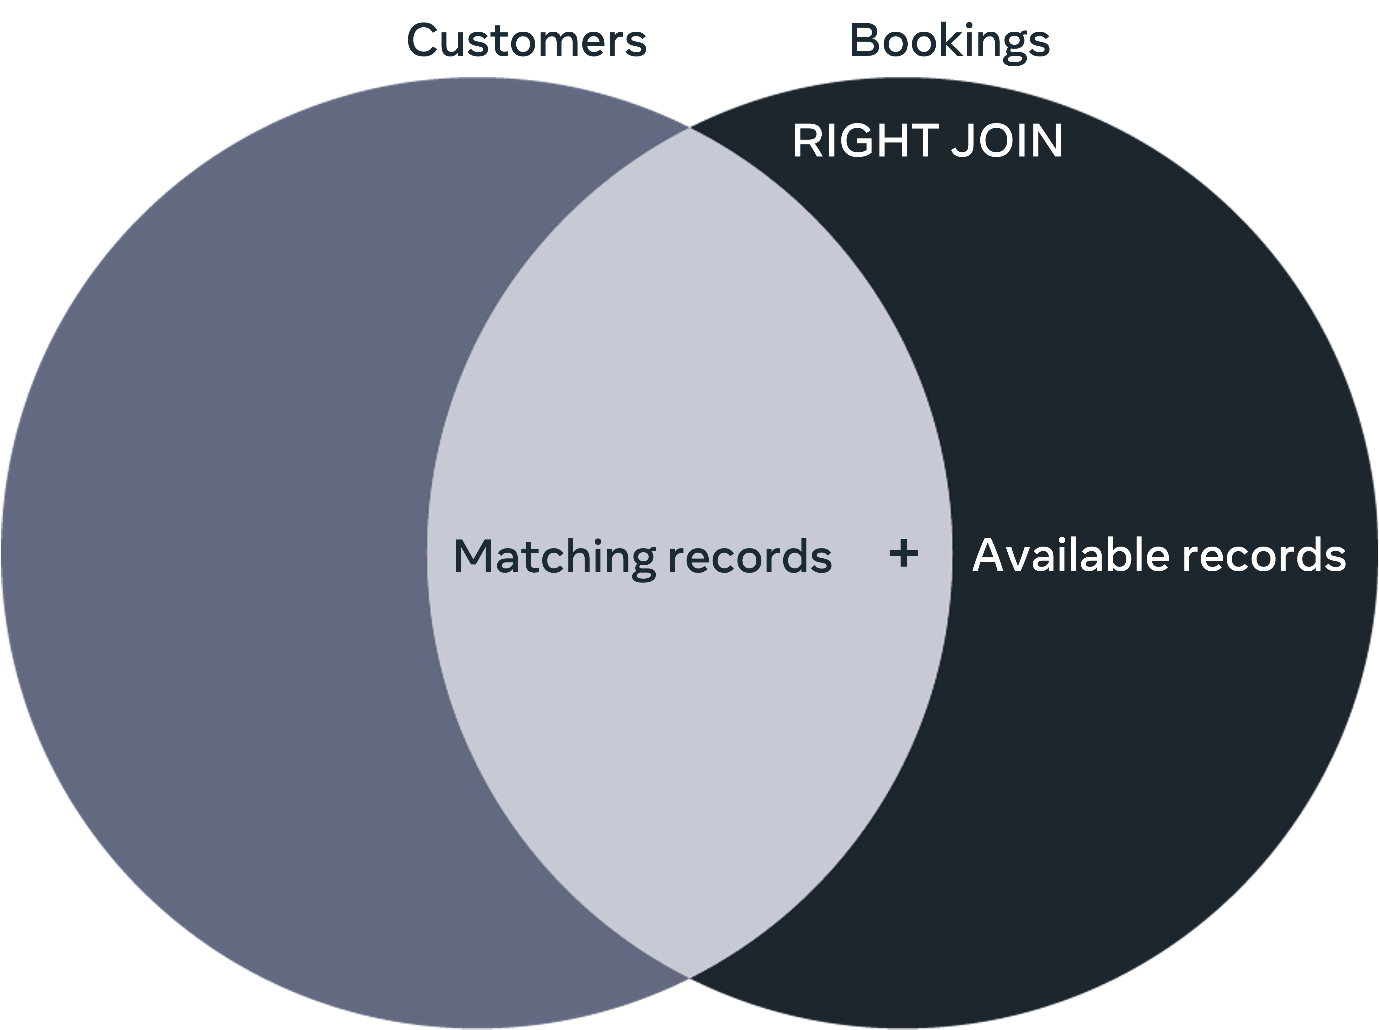 Customers
Bookings
RIGHT JOIN
Matching records + Available records